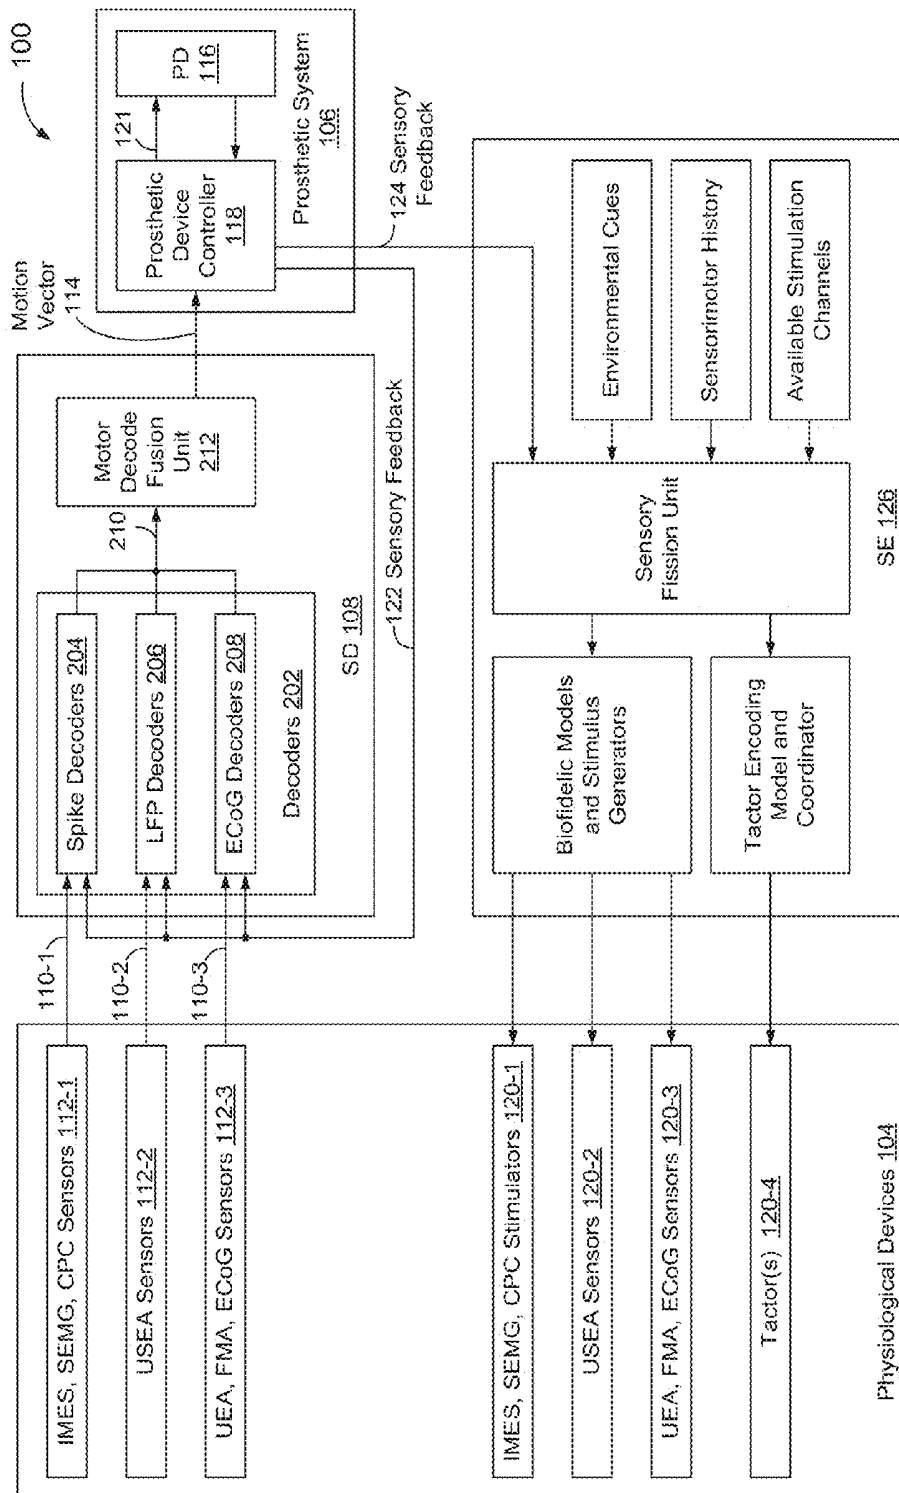 100
IMES, SEMG, CPC Sensors 112-1
USEA Sensors 112-2
UEA, FMA, ECoG Sensors 112-3
110-1
110-2
110-3
Spike Decoders 204
LFP Decoders 206
ECoG Decoders 208
Decoders 202
SD 108
210
Motor
Decode
Fusion
Unit
212
Motion
Vector
114
Prosthetic
Device
Controller
118
121
PD
116
Prosthetic System
106
122 Sensory Feedback
124 Sensory
Feedback
IMES, SEMG, CPC Stimulators 120-1
USEA Sensors 120-2
UEA, FMA, ECoG Sensors 120-3
Tactor(s) 120-4
Physiological Devices 104
Biofidelic Models
and Stimulus
Generators
Tactor Encoding
Model and
Coordinator
Sensory
Fission Unit
SE 126
Environmental Cues
Sensorimotor History
Available Stimulation
Channels